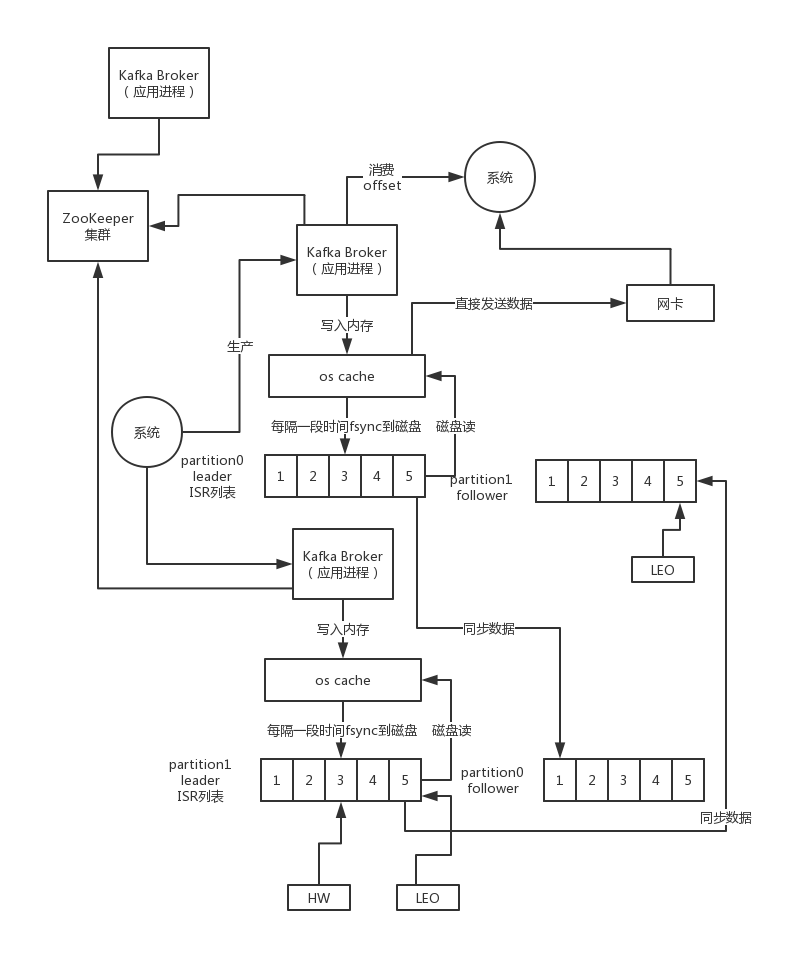 Kafka Broker
（应用进程）
消费
offset
系统
ZooKeeper
集群
Kafka Broker
（应用进程）
直接发送数据
网卡
写入内存
生产
os cache
系统
每隔一段时间fsync到磁盘
磁盘读
partition0
leader
ISR列表
1 2 3 4 5
partition1
follower
1 2 3 4 5
LEO
Kafka Broker
（应用进程）
写入内存
同步数据
os cache
每隔一段时间fsync到磁盘
磁盘读
partition1
leader
ISR列表
1 2 3 4 5
partition0
follower
1 2 3 4 5
同步数据
HW
LEO